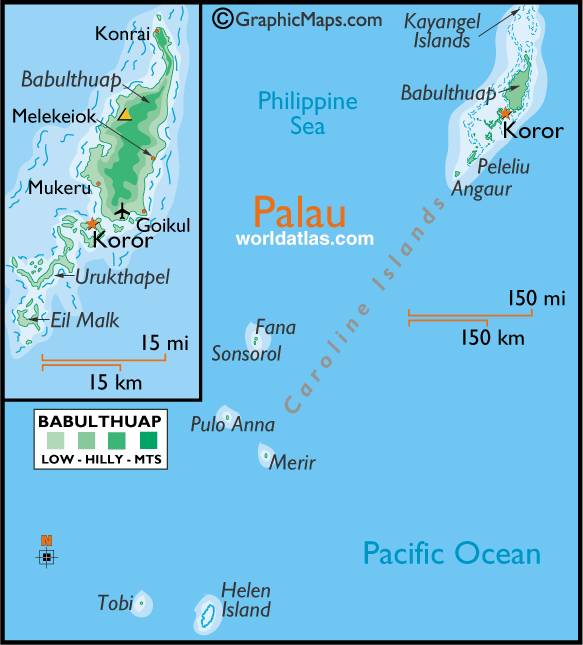 ©GraphicMaps.com
Konrai
Babulthuap
Melekeiok
Mukeru
Goikul
Koror
Urukthapel
Eil Malk
15 mi
15 km
BABULTHUAP
LOW - HILLY - MTS
Kayangel
Islands
Philippine
Sea
Babulthuap
Koror
Peleliu
Angaur
Palau
worldatlas.com
Caroline Islands
150 mi
150 km
Fana
Sonsorol
Pulo Anna
Merir
N
Pacific Ocean
Tobi
Helen
Island